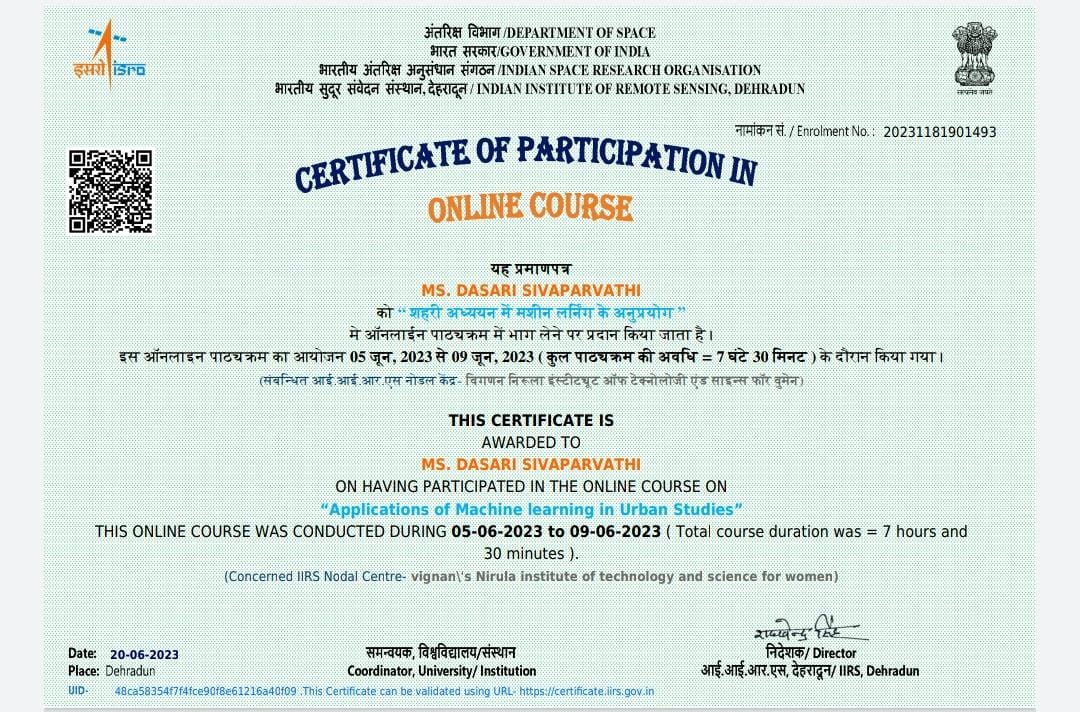 इसरो isro
अंतरिक्ष विभाग /DEPARTMENT OF SPACE
भारत सरकार/GOVERNMENT OF INDIA
भारतीय अंतरिक्ष अनुसंधान संगठन /INDIAN SPACE RESEARCH ORGANISATION
भारतीय सुदूर संवेदन संस्थान, देहरादून / INDIAN INSTITUTE OF REMOTE SENSING, DEHRADUN
सत्यमेव जयते
नामांकन सं. / Enrolment No. : 20231181901493
CERTIFICATE OF PARTICIPATION IN
ONLINE COURSE
यह प्रमाणपत्र
MS. DASARI SIVAPARVATHI
को “ शहरी अध्ययन में मशीन लर्निंग के अनुप्रयोग ”
मे ऑनलाईन पाठ्यक्रम में भाग लेने पर प्रदान किया जाता है ।
इस ऑनलाइन पाठ्यक्रम का आयोजन 05 जून, 2023 से 09 जून, 2023 ( कुल पाठ्यक्रम की अवधि = 7 घंटे 30 मिनट ) के दौरान किया गया ।
(संबन्धित आई.आई.आर.एस नोडल केंद्र- विगणन निरूला इंस्टीट्यूट ऑफ टेक्नोलोजी एंड साइन्स फॉर वुमेन)
THIS CERTIFICATE IS
AWARDED TO
MS. DASARI SIVAPARVATHI
ON HAVING PARTICIPATED IN THE ONLINE COURSE ON
“Applications of Machine learning in Urban Studies”
THIS ONLINE COURSE WAS CONDUCTED DURING 05-06-2023 to 09-06-2023 ( Total course duration was = 7 hours and
30 minutes ).
(Concerned IIRS Nodal Centre- vignan\'s Nirula institute of technology and science for women)
Date: 20-06-2023
Place: Dehradun
समन्वयक, विश्वविद्यालय/संस्थान
Coordinator, University/ Institution
निदेशक/ Director
आई.आई.आर.एस, देहरादून/ IIRS, Dehradun
UID- 48ca58354f7f4fce90f8e61216a40f09 .This Certificate can be validated using URL- https://certificate.iirs.gov.in